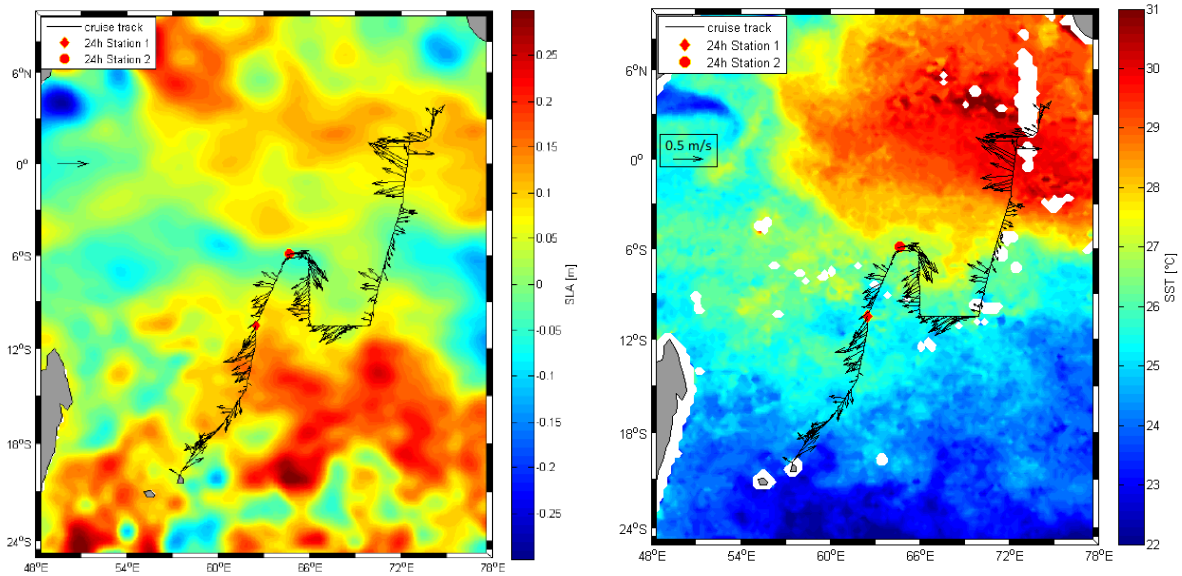 cruise track
24h Station 1
24h Station 2
6°N
0°
6°S
12°S
18°S
24°S
48°E
54°E
60°E
66°E
72°E
78°E
0.25
0.2
0.15
0.1
0.05
0
-0.05
-0.1
-0.15
-0.2
-0.25
SLA [m]
cruise track
24h Station 1
24h Station 2
0.5 m/s
6°N
0°
6°S
12°S
18°S
24°S
48°E
54°E
60°E
66°E
72°E
78°E
31
30
29
28
27
26
25
24
23
22
SST [°C]